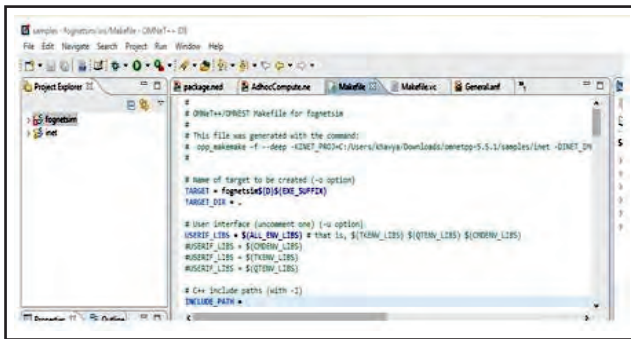 samples - fognetsim/src/Makefile - OMNeT++ IDE
File Edit Navigate Search Project Run Window Help
Project Explorer
fognetsim
inet
package.ned AdhocCompute.ne Makefile Makefile.vc General.anf
#
# OMNeT++/OMNEST Makefile for fognetsim
#
# This file was generated with the command:
# opp_makemake -f --deep -KINET_PROJ=C:/Users/khavya/Downloads/omnetpp-5.5.1/samples/inet -DINET_IM
#
# Name of target to be created (-o option)
TARGET = fognetsim$(D)$(EXE_SUFFIX)
TARGET_DIR = .
# User interface (uncomment one) (-u option)
USERIF_LIBS = $(ALL_ENV_LIBS) # that is, $(TKENV_LIBS) $(QTENV_LIBS) $(CMDENV_LIBS)
#USERIF_LIBS = $(CMDENV_LIBS)
#USERIF_LIBS = $(TKENV_LIBS)
#USERIF_LIBS = $(QTENV_LIBS)
# C++ include paths (with -I)
INCLUDE_PATH =
Properties Outline